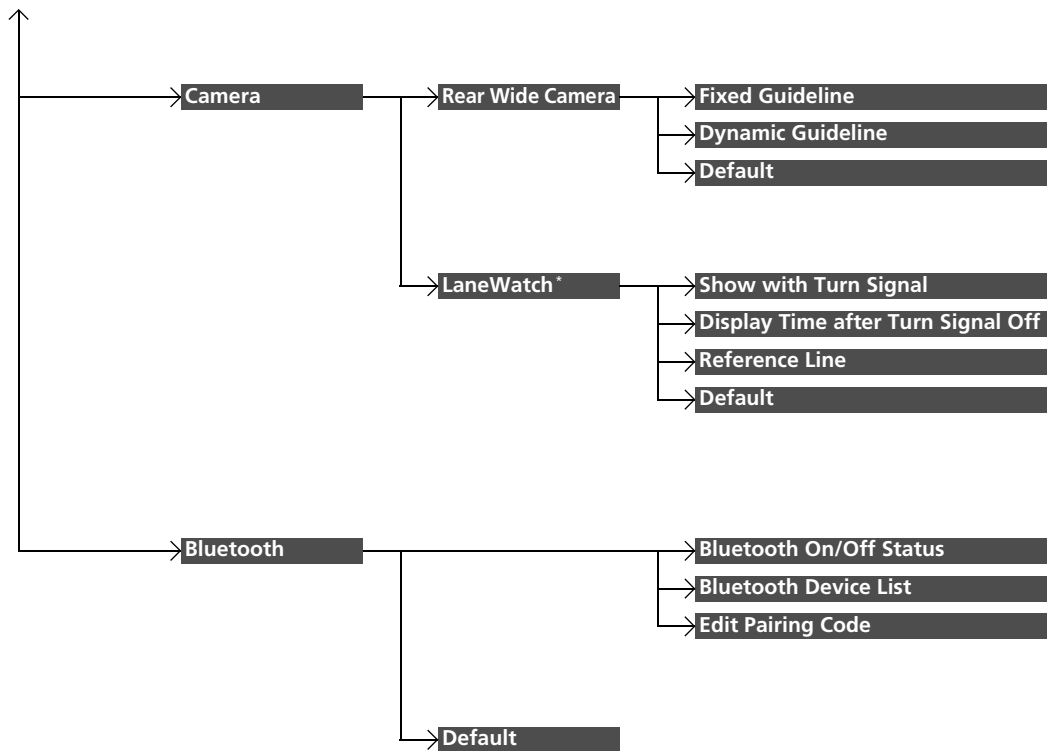 Camera
Rear Wide Camera
Fixed Guideline
Dynamic Guideline
Default
LaneWatch*
Show with Turn Signal
Display Time after Turn Signal Off
Reference Line
Default
Bluetooth
Bluetooth On/Off Status
Bluetooth Device List
Edit Pairing Code
Default